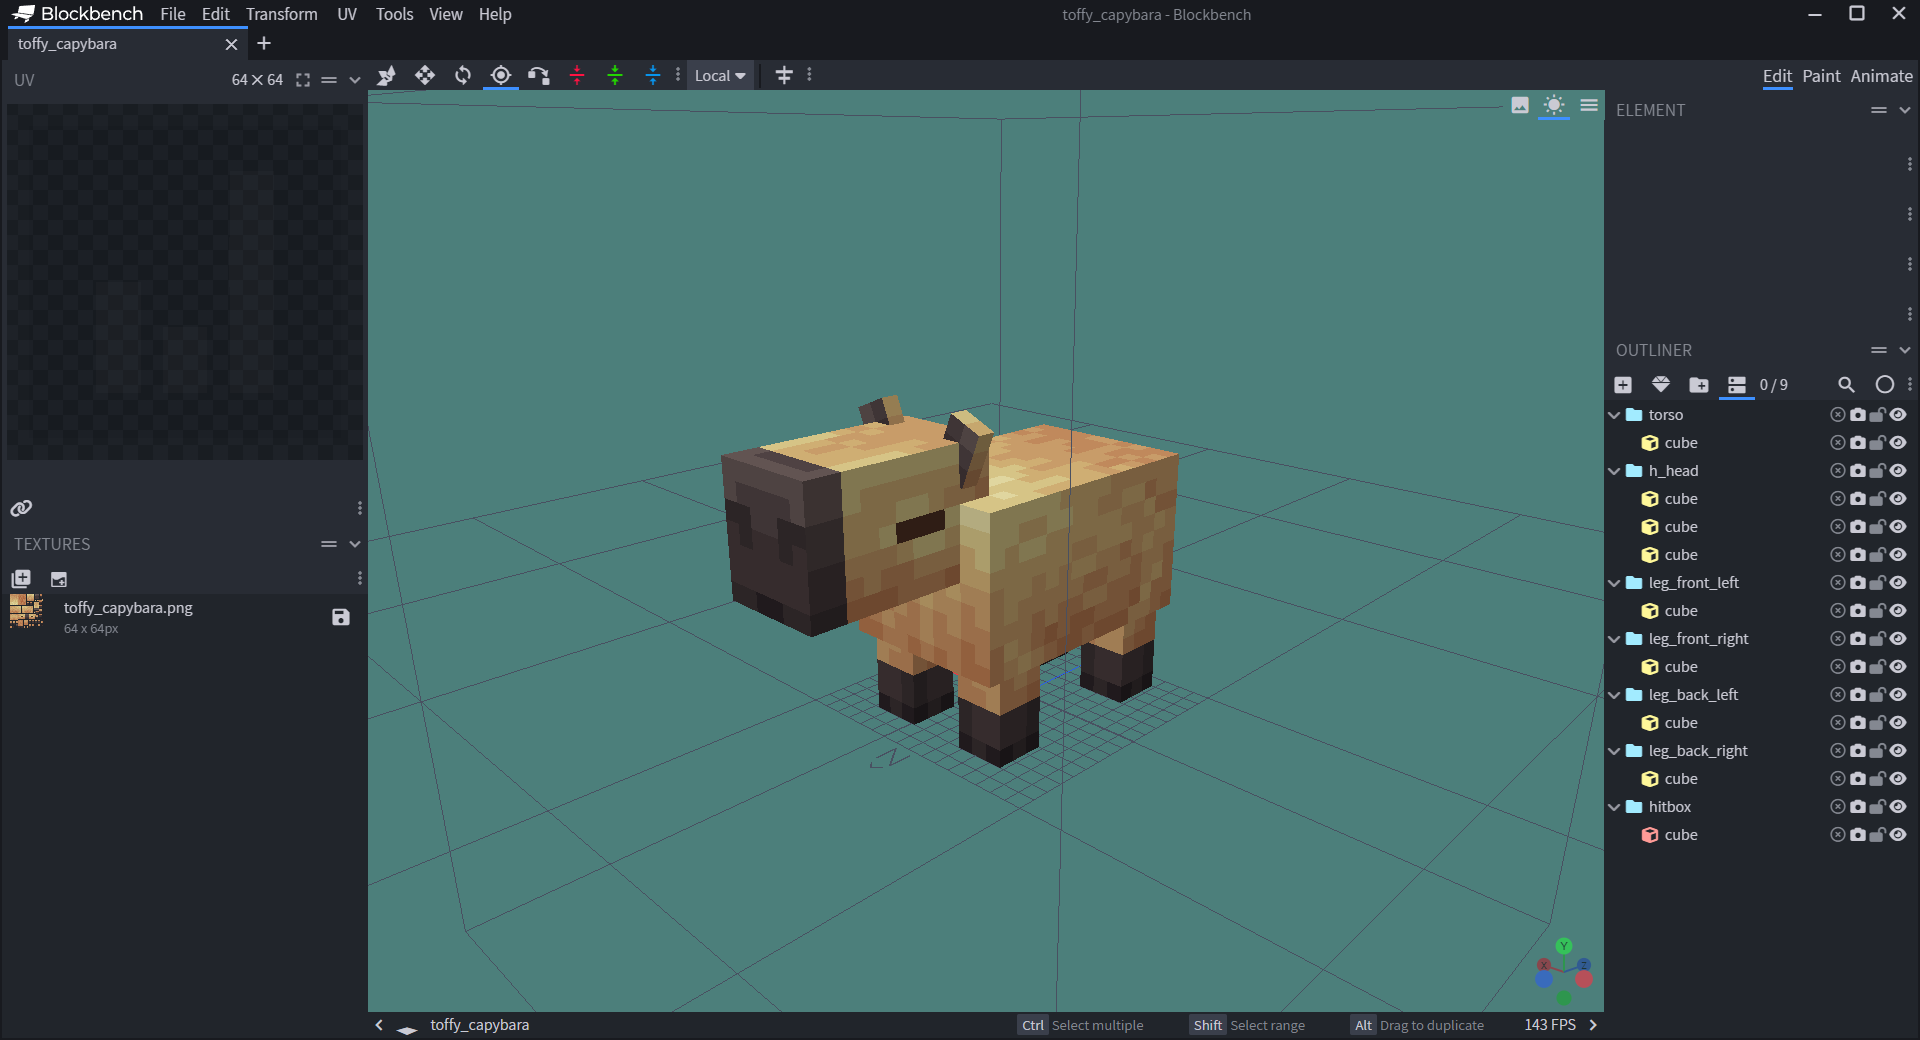 Blockbench File Edit Transform UV Tools View Help
toffy_capybara - Blockbench
toffy_capybara
UV 64 × 64
Local
Edit Paint Animate
ELEMENT
TEXTURES
toffy_capybara.png
64 x 64px
OUTLINER
0 / 9
torso
cube
h_head
cube
cube
cube
leg_front_left
cube
leg_front_right
cube
leg_back_left
cube
leg_back_right
cube
hitbox
cube
N
Y
X
Z
toffy_capybara
Ctrl Select multiple
Shift Select range
Alt Drag to duplicate
143 FPS